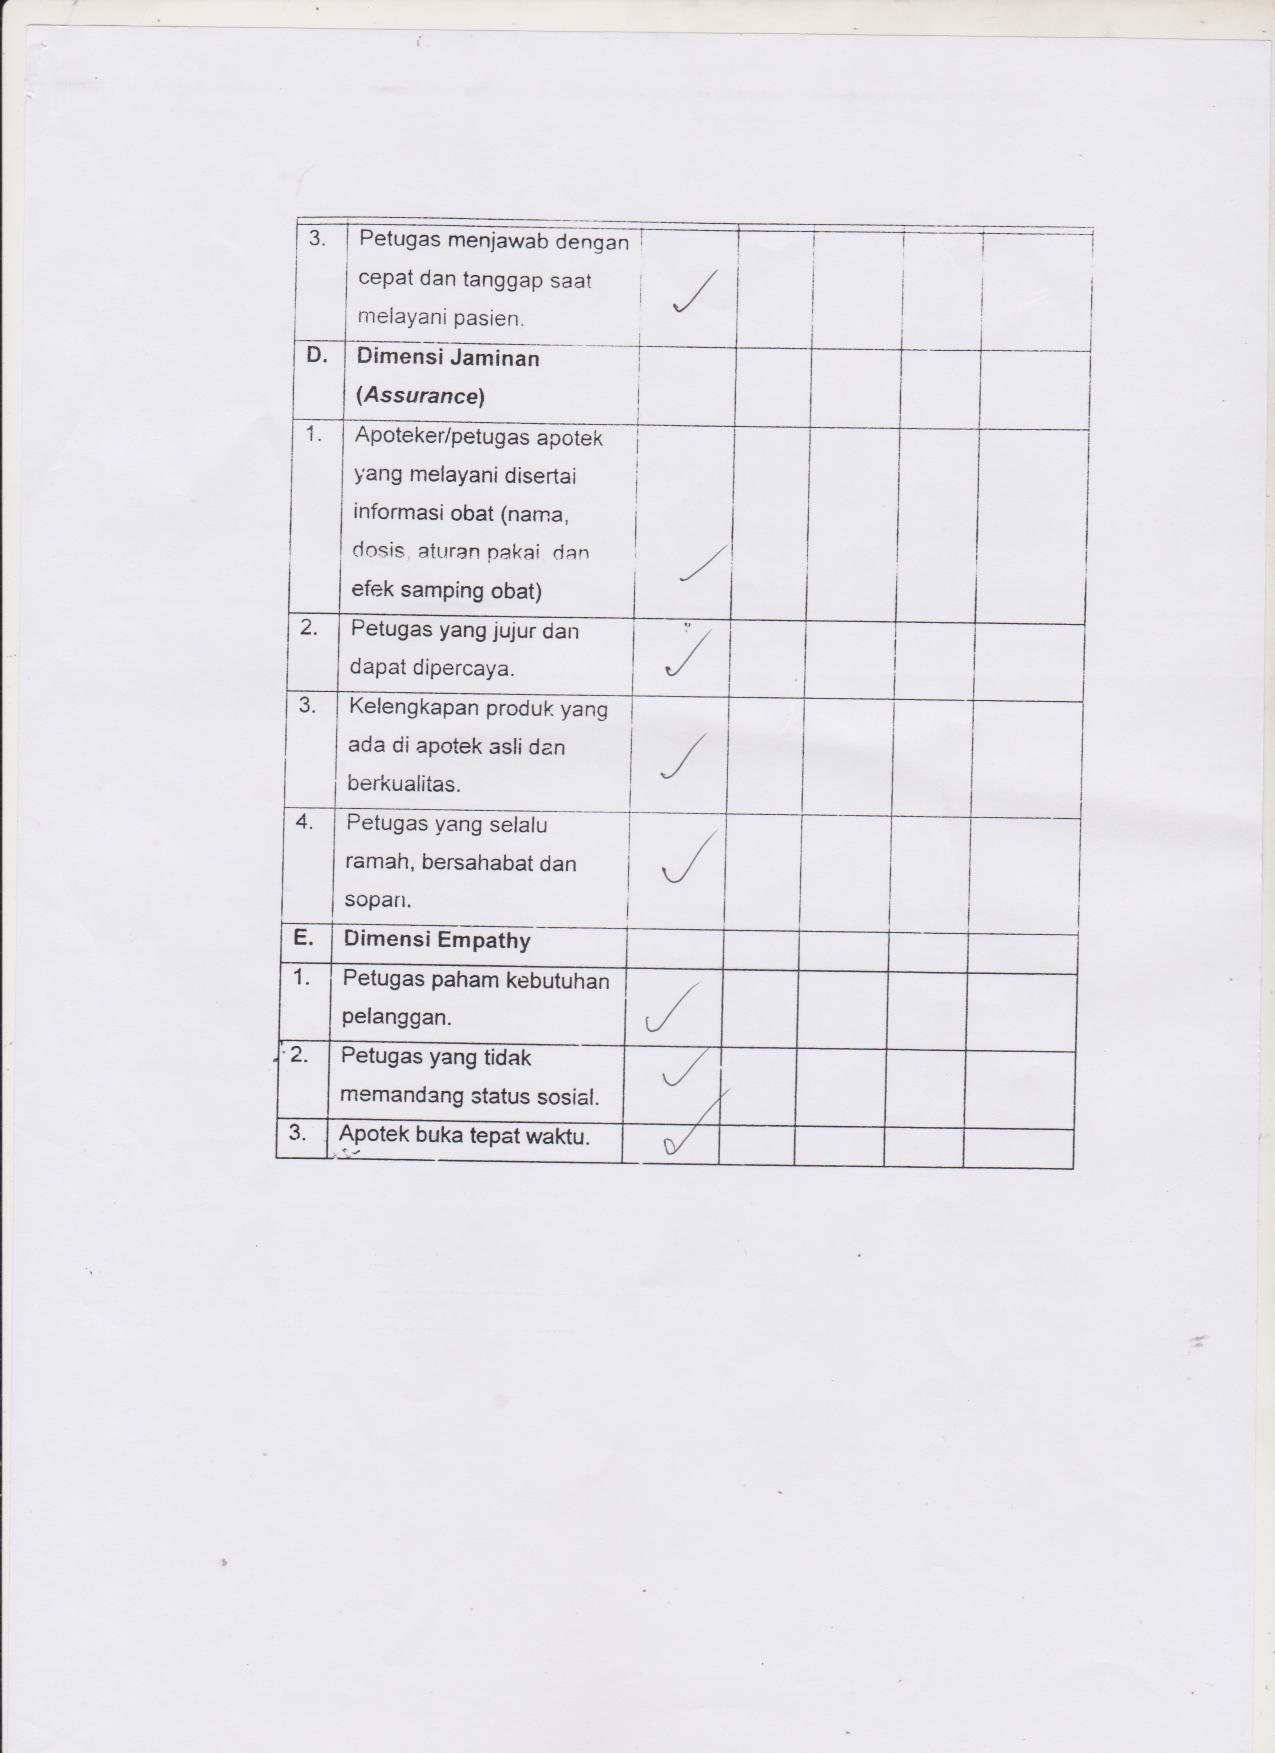 3. Petugas menjawab dengan
cepat dan tanggap saat
melayani pasien.
✓
D. Dimensi Jaminan
(Assurance)
1. Apoteker/petugas apotek
yang melayani disertai
informasi obat (nama,
dosis, aturan pakai dan
efek samping obat)
✓
2. Petugas yang jujur dan
dapat dipercaya.
✓
3. Kelengkapan produk yang
ada di apotek asli dan
berkualitas.
✓
4. Petugas yang selalu
ramah, bersahabat dan
sopan.
✓
E. Dimensi Empathy
1. Petugas paham kebutuhan
pelanggan.
✓
2. Petugas yang tidak
memandang status sosial.
✓
3. Apotek buka tepat waktu.
✓